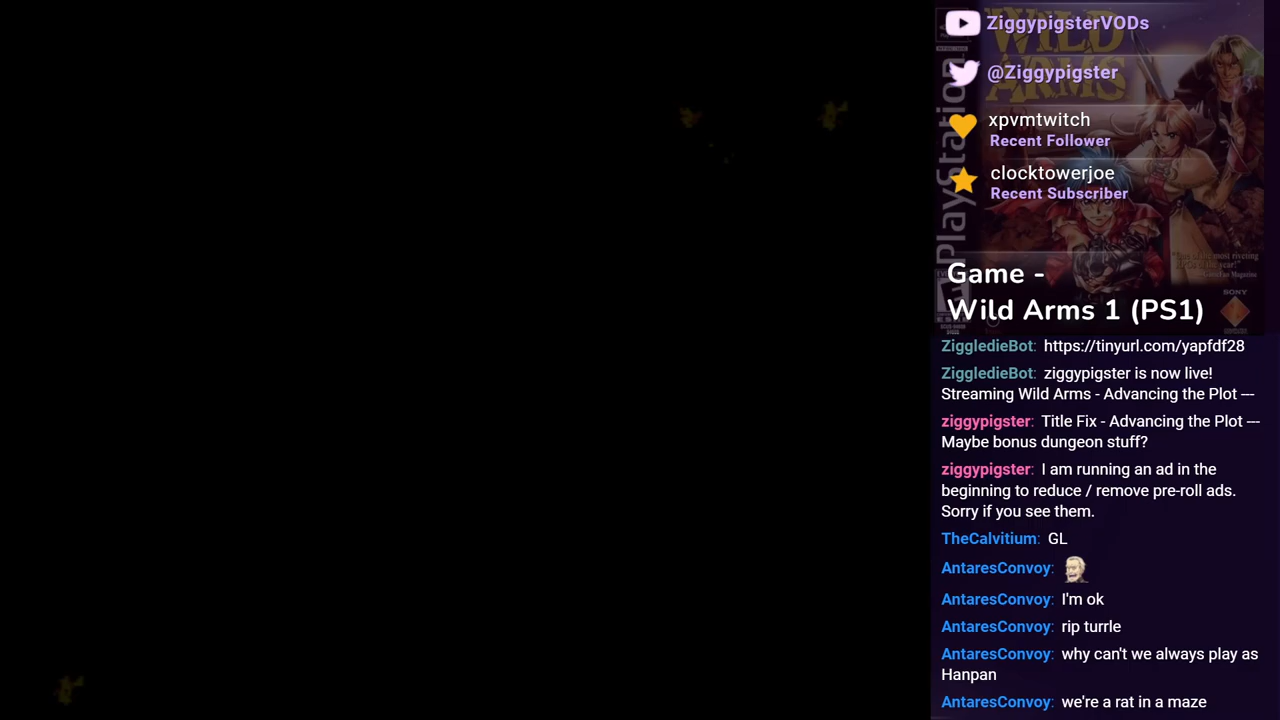 ZiggypigsterVODs
@Ziggypigster
xpvmtwitch
Recent Follower
clocktowerjoe
Recent Subscriber
WILD
ARMS
PlayStation
Game -
Wild Arms 1 (PS1)
SONY
ZiggledieBot: https://tinyurl.com/yapfdf28
ZiggledieBot: ziggypigster is now live!
Streaming Wild Arms - Advancing the Plot ---
ziggypigster: Title Fix - Advancing the Plot ---
Maybe bonus dungeon stuff?
ziggypigster: I am running an ad in the
beginning to reduce / remove pre-roll ads.
Sorry if you see them.
TheCalvitium: GL
AntaresConvoy:
AntaresConvoy: I'm ok
AntaresConvoy: rip turrle
AntaresConvoy: why can't we always play as
Hanpan
AntaresConvoy: we're a rat in a maze